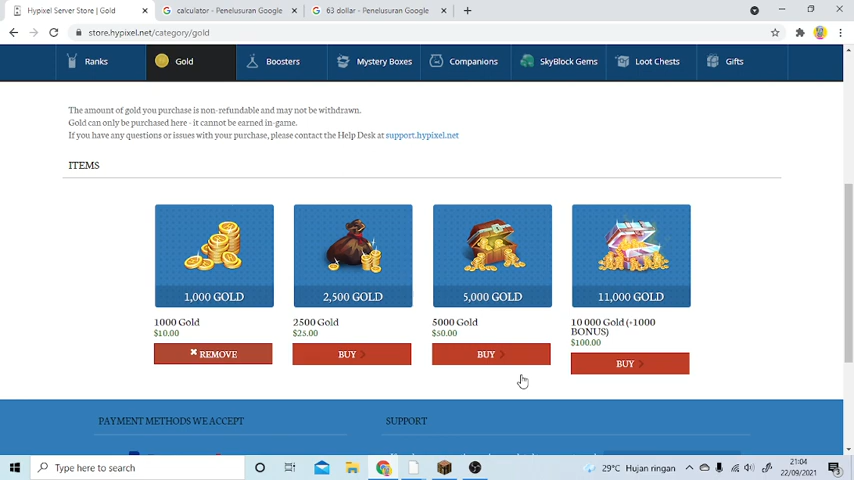 Hypixel Server Store | Gold
calculator - Penelusuran Google
63 dollar - Penelusuran Google
store.hypixel.net/category/gold
Ranks
Gold
Boosters
Mystery Boxes
Companions
SkyBlock Gems
Loot Chests
Gifts
The amount of gold you purchase is non-refundable and may not be withdrawn.
Gold can only be purchased here - it cannot be earned in-game.
If you have any questions or issues with your purchase, please contact the Help Desk at support.hypixel.net
ITEMS
1,000 GOLD
2,500 GOLD
5,000 GOLD
11,000 GOLD
1000 Gold
$10.00
REMOVE
2500 Gold
$25.00
BUY
5000 Gold
$50.00
BUY
10 000 Gold (+1000
BONUS)
$100.00
BUY
PAYMENT METHODS WE ACCEPT
SUPPORT
Type here to search
29°C Hujan ringan
21:04
22/09/2021
3